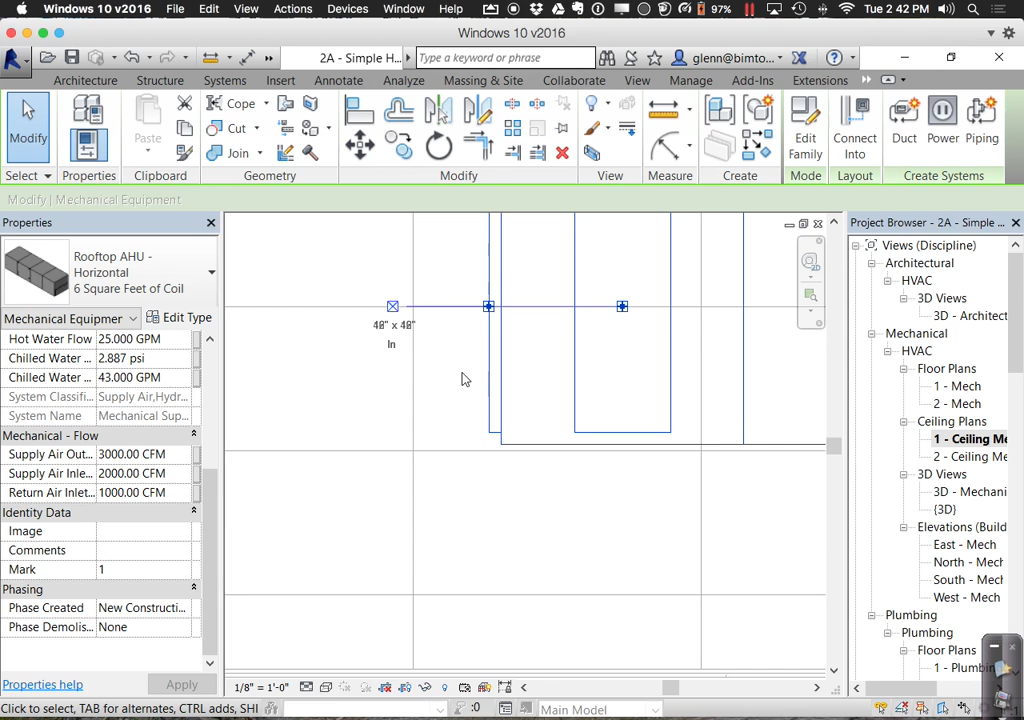 Windows 10 v2016 File Edit View Actions Devices Window Help 97% Tue 2 42 PM
Windows 10 v2016
2A - Simple H... Type a keyword or phrase glenn@bimto...
Architecture Structure Systems Insert Annotate Analyze Massing & Site Collaborate View Manage Add-Ins Extensions
Modify Paste Cope Cut Join Edit Family Connect Into Duct Power Piping
Select Properties Clipboard Geometry Modify View Measure Create Mode Layout Create Systems
Modify | Mechanical Equipment
Properties
Rooftop AHU -
Horizontal
6 Square Feet of Coil
Mechanical Equipmer Edit Type
Hot Water Flow 25.000 GPM
Chilled Water ... 2.887 psi
Chilled Water ... 43.000 GPM
System Classifi... Supply Air,Hydr...
System Name Mechanical Sup...
Mechanical - Flow
Supply Air Out... 3000.00 CFM
Supply Air Inle... 2000.00 CFM
Return Air Inlet... 1000.00 CFM
Identity Data
Image
Comments
Mark 1
Phasing
Phase Created New Constructi...
Phase Demolis... None
Properties help Apply
In
1/8" = 1'-0"
Project Browser - 2A - Simple ...
Views (Discipline)
Architectural
HVAC
3D Views
3D - Architect
Mechanical
HVAC
Floor Plans
1 - Mech
2 - Mech
Ceiling Plans
1 - Ceiling Me
2 - Ceiling Me
3D Views
3D - Mechani
{3D}
Elevations (Build
East - Mech
North - Mech
South - Mech
West - Mech
Plumbing
Plumbing
Floor Plans
1 - Plumbin
Click to select, TAB for alternates, CTRL adds, SHI :0 Main Model